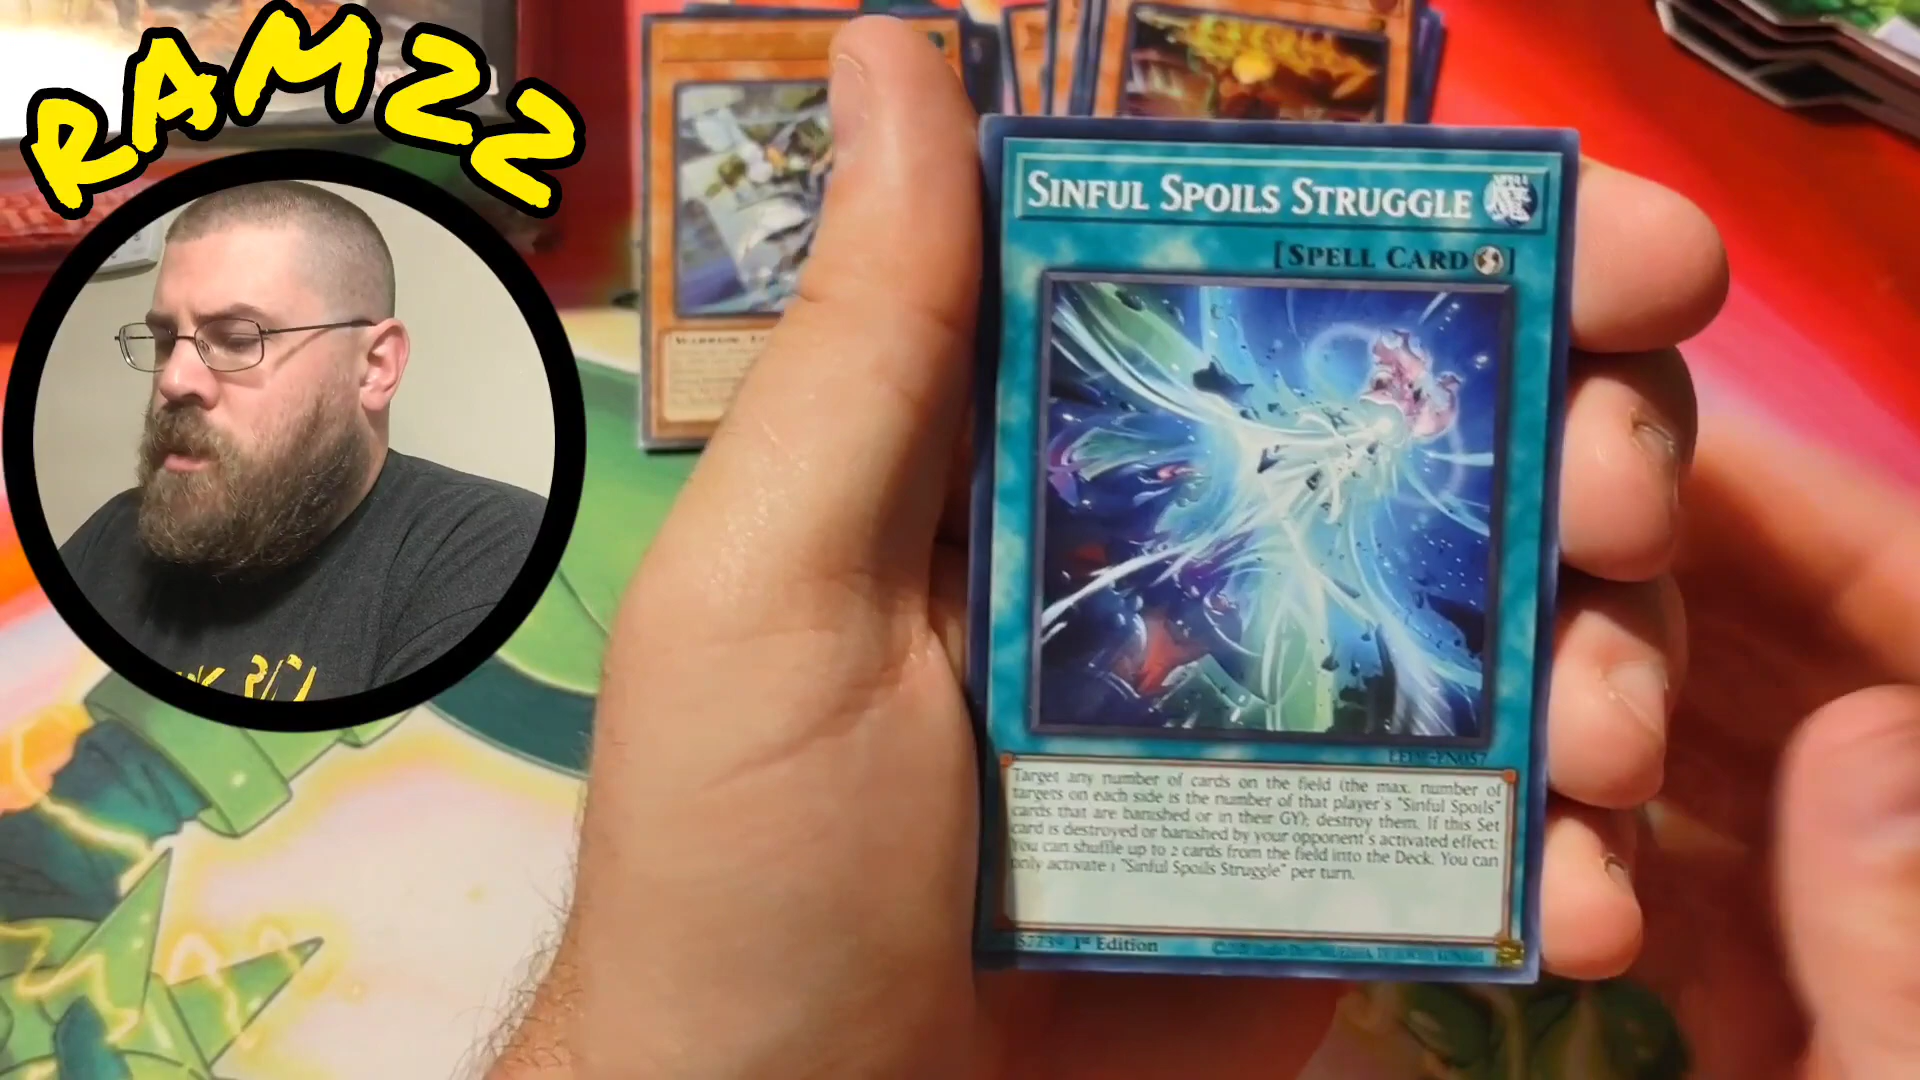 RAMZZ
SINFUL SPOILS STRUGGLE
[SPELL CARD]
Target any number of cards on the field (the max. number of
targets on each side is the number of that player's "Sinful Spoils"
cards that are banished or in their GY); destroy them. If this Set
card is destroyed or banished by your opponent's activated effect:
You can shuffle up to 2 cards from the field into the Deck. You can
only activate 1 "Sinful Spoils Struggle" per turn.
1st Edition
WARRIOR